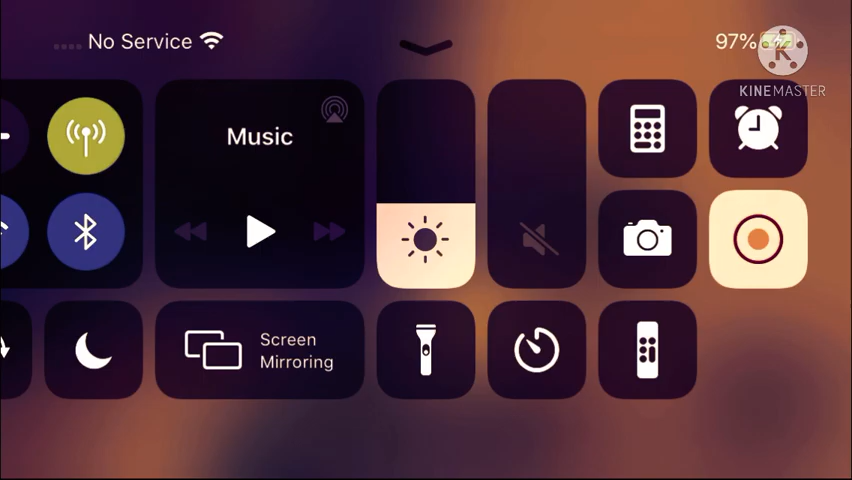 No Service
97%
KINEMASTER
Music
Screen
Mirroring